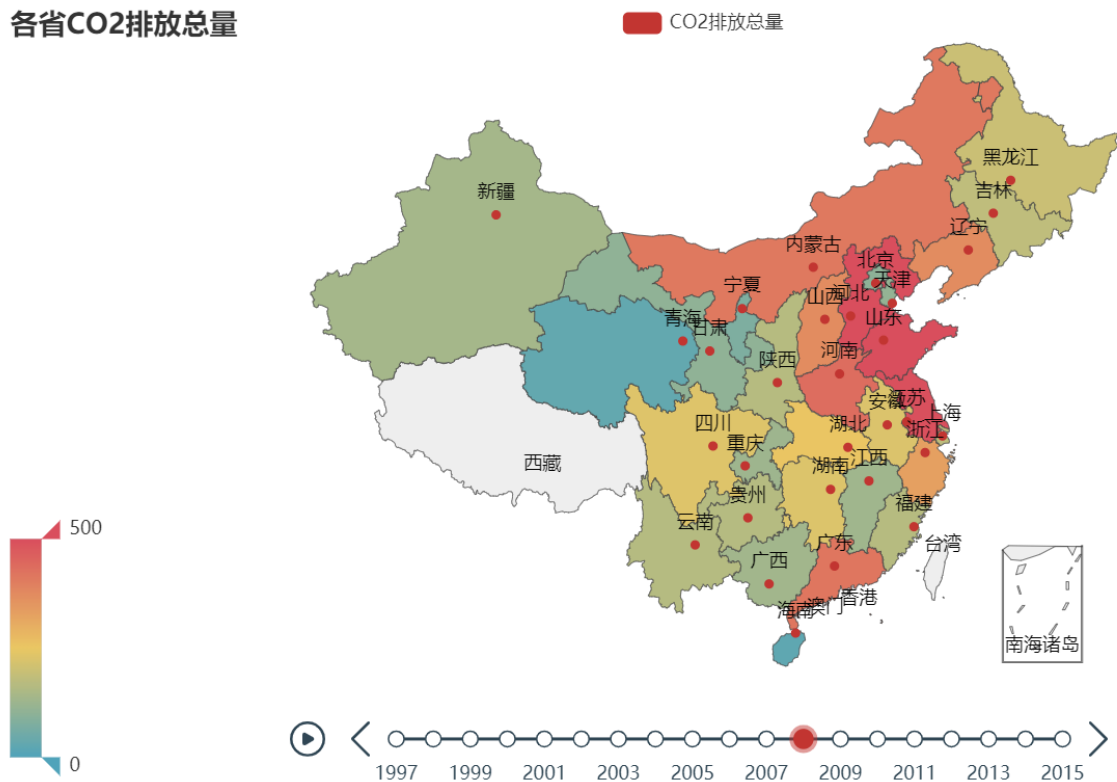 各省CO2排放总量
CO2排放总量
黑龙江
吉林
新疆
辽宁
内蒙古
北京
天津
宁夏
山西
河北
青海
甘肃
山东
河南
陕西
安徽
江苏
上海
四川
湖北
浙江
重庆
湖南
江西
西藏
贵州
福建
云南
广东
台湾
广西
海南
澳门
香港
南海诸岛
500
0
1997
1999
2001
2003
2005
2007
2009
2011
2013
2015